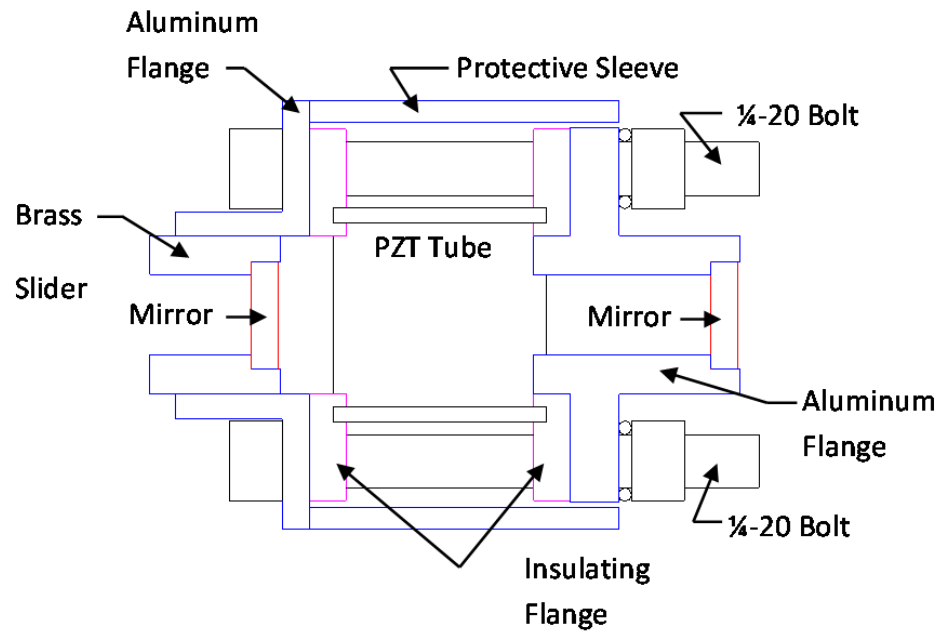 Aluminum
Flange
Protective Sleeve
¼-20 Bolt
Brass
Slider
PZT Tube
Mirror
Mirror
Aluminum
Flange
¼-20 Bolt
Insulating
Flange